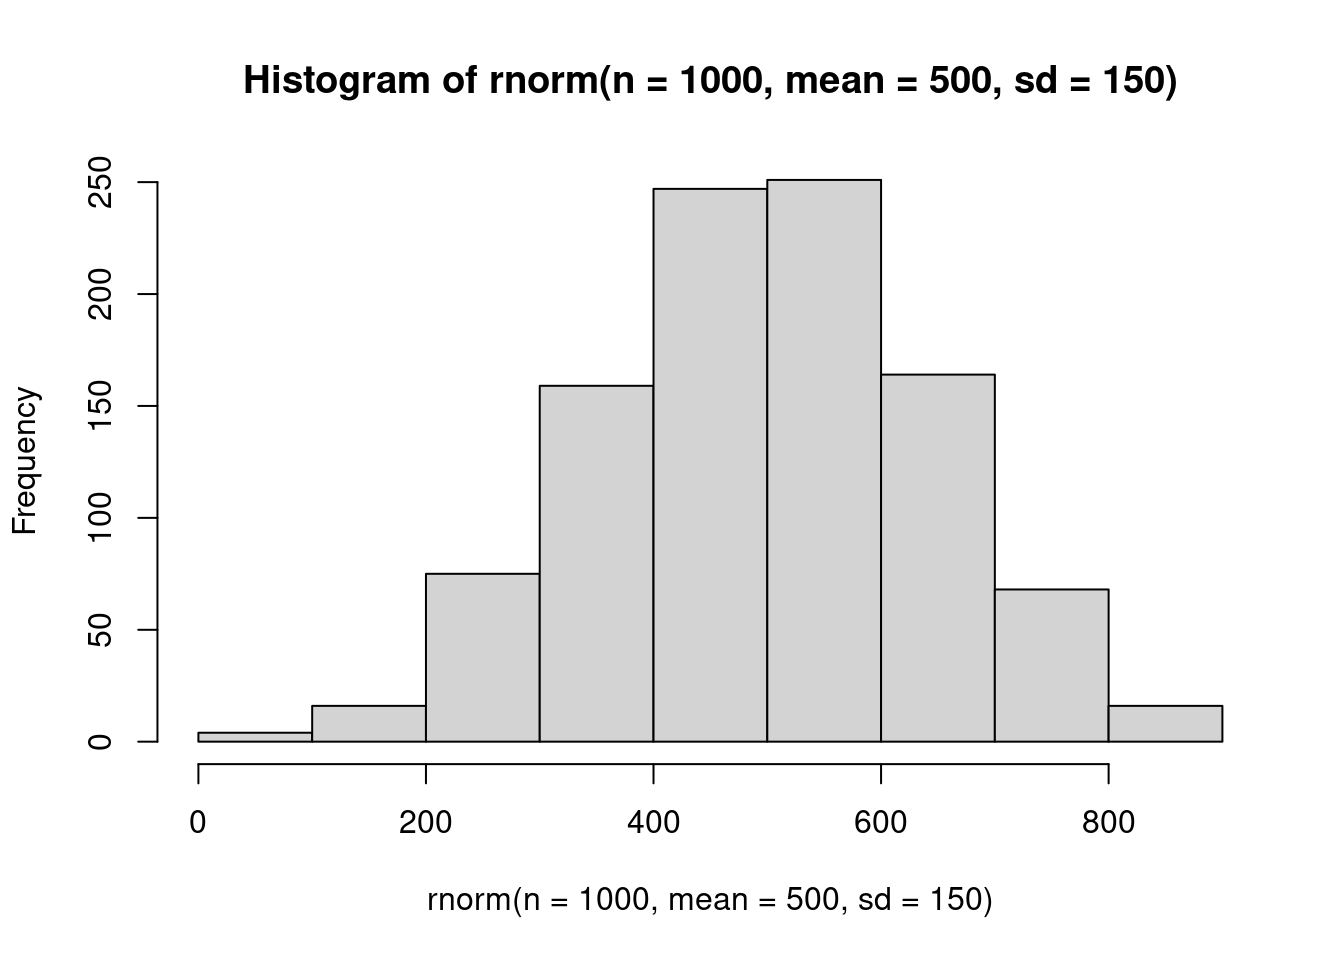 Histogram of rnorm(n = 1000, mean = 500, sd = 150)
250
200
150
100
50
0
Frequency
0 200 400 600 800
rnorm(n = 1000, mean = 500, sd = 150)